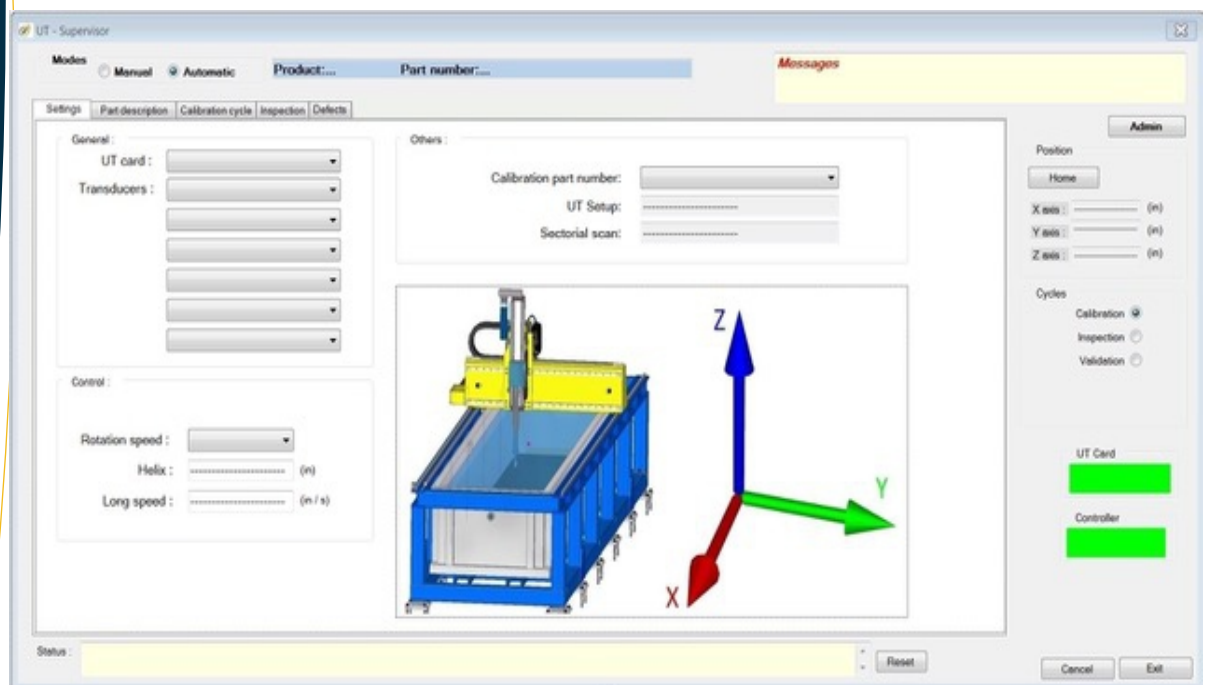 UT - Supervisor
Modes
Manual Automatic Product:... Part number:...
Messages
Settings Part description Calibration cycle Inspection Defects
Admin
General :
UT card :
Transducers :
Others :
Calibration part number:
UT Setup: --------------------
Sectorial scan: --------------------
Position
Home
X axis : (in)
Y axis : (in)
Z axis : (in)
Cycles
Calibration
Inspection
Validation
Z
Y
X
Control :
Rotation speed :
Helix : -------------------- (in)
Long speed : -------------------- (in / s)
UT Card
Controller
Status :
Reset
Cancel Exit